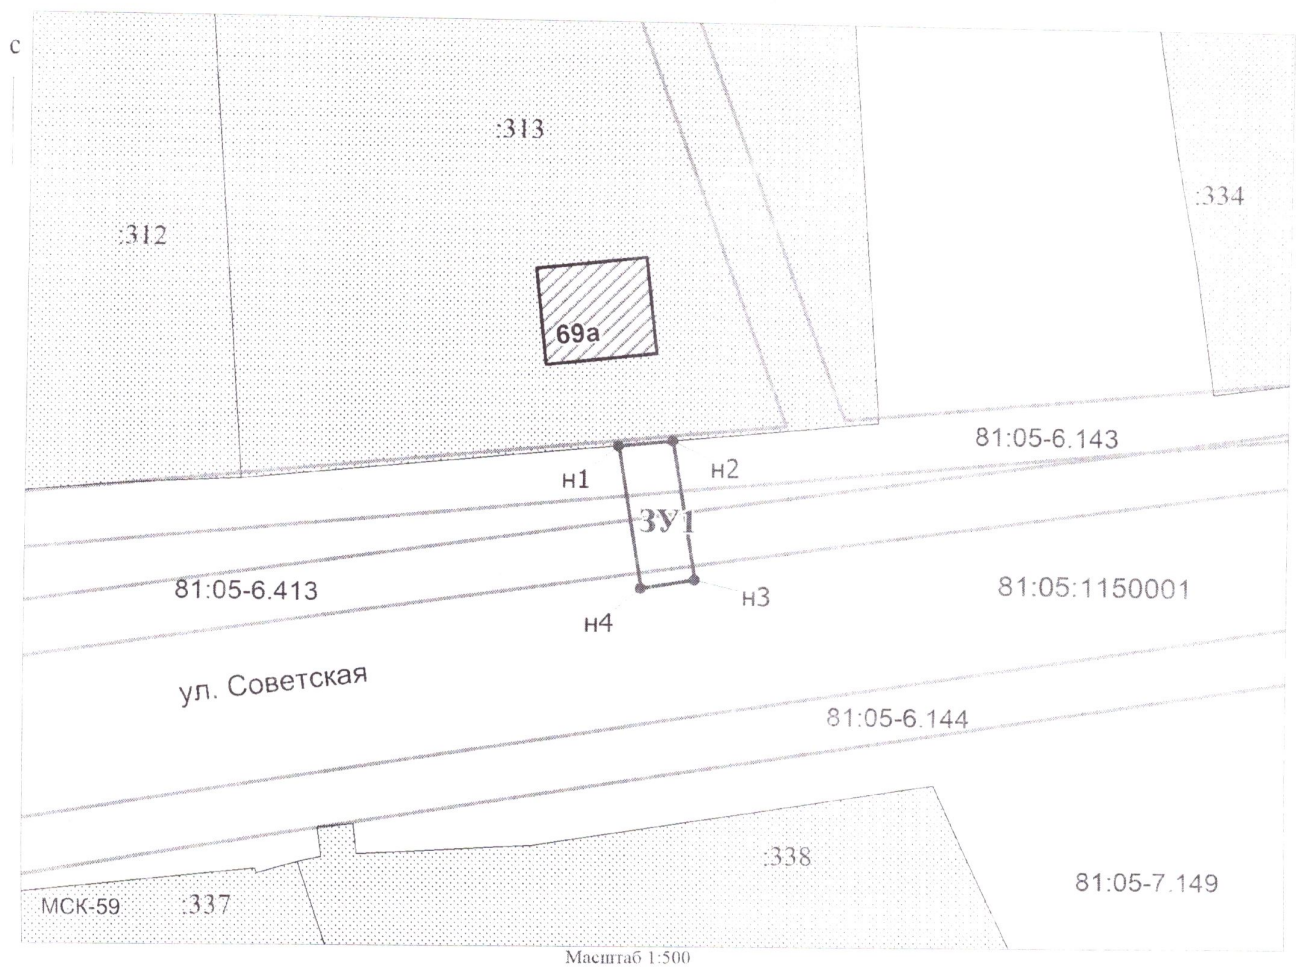 с
:313
:334
:312
69а
81:05-6.143
н1
н2
ЗУ1
81:05-6.413
81:05:1150001
н3
н4
ул. Советская
81:05-6.144
:338
81:05-7.149
МСК-59
:337
Масштаб 1:500